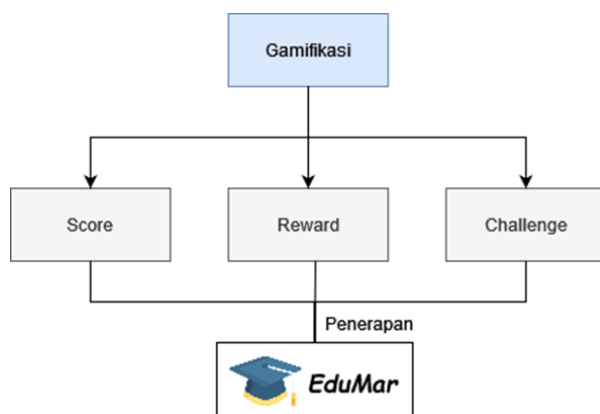 Gamifikasi
Score
Reward
Challenge
Penerapan
EduMar